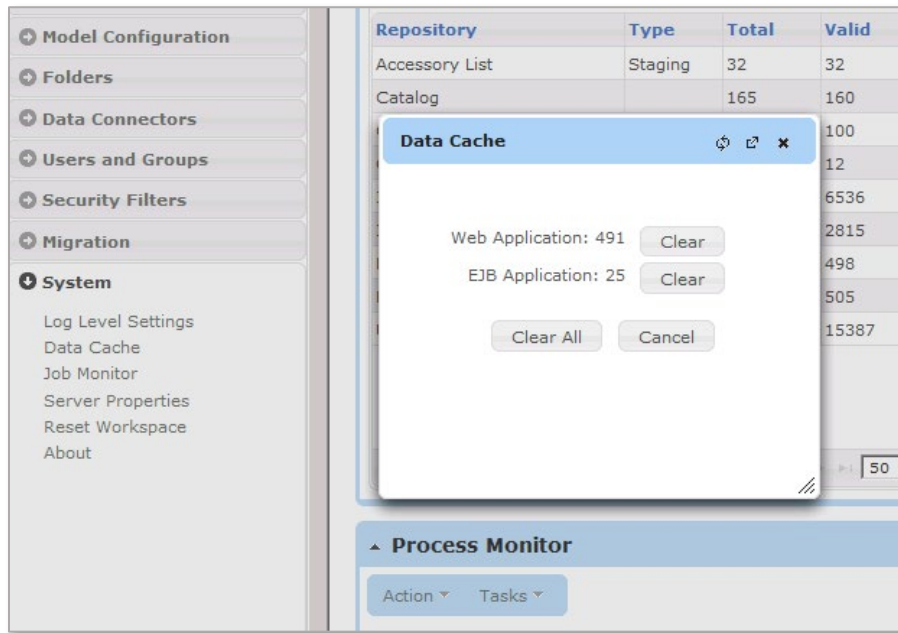 Model Configuration
Folders
Data Connectors
Users and Groups
Security Filters
Migration
System
Log Level Settings
Data Cache
Job Monitor
Server Properties
Reset Workspace
About
Repository Type Total Valid
Accessory List Staging 32 32
Catalog 165 160
100
12
6536
2815
498
505
15387
Data Cache
Web Application: 491 Clear
EJB Application: 25 Clear
Clear All Cancel
50
Process Monitor
Action Tasks